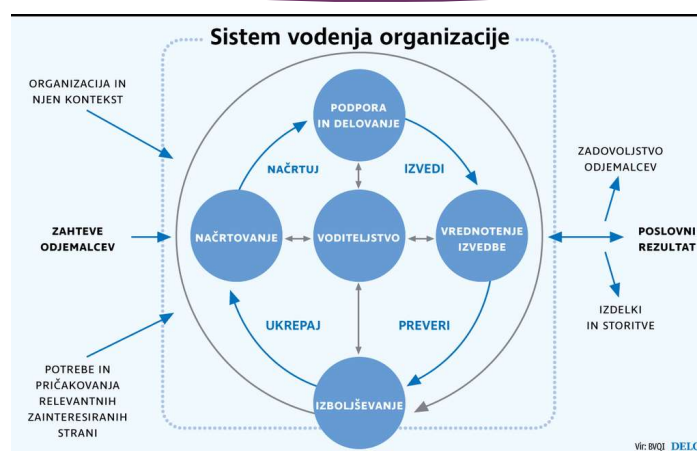 Sistem vodenja organizacije
ORGANIZACIJA IN
NJEN KONTEKST
ZAHTEVE
ODJEMALCEV
POTREBE IN
PRIČAKOVANJA
RELEVANTNIH
ZAINTERESIRANIH
STRANI
PODPORA
IN DELOVANJE
NAČRTUJ
IZVEDI
NAČRTOVANJE
VODITELJSTVO
VREDNOTENJE
IZVEDBE
UKREPAJ
PREVERI
IZBOLJŠEVANJE
ZADOVOLJSTVO
ODJEMALCEV
POSLOVNI
REZULTAT
IZDELKI
IN STORITVE
Vir: BVQI DELO